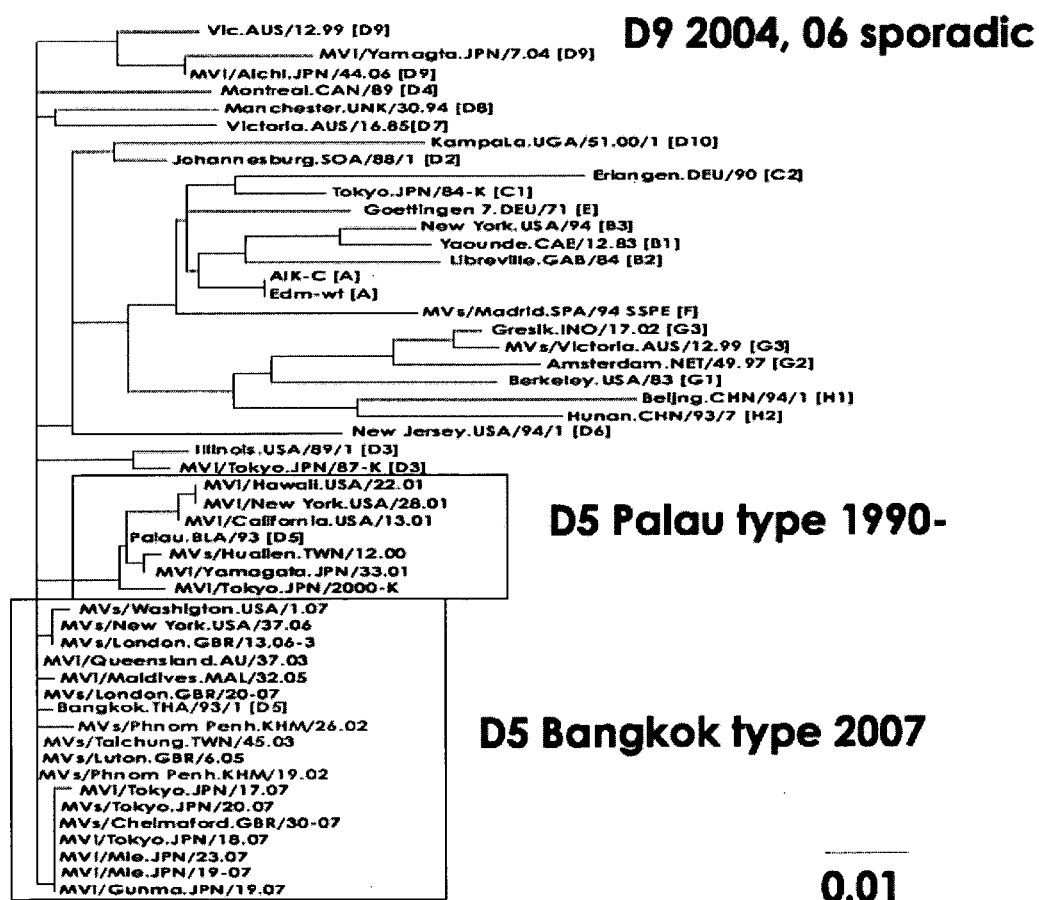 Vic.AUS/12.99 [D9]
D9 2004, 06 sporadic
MVi/Yamagta.JPN/7.04 [D9]
MVi/Aichi.JPN/44.06 [D9]
Montreal.CAN/89 [D4]
Manchester.UNK/30.94 [D8]
Victoria.AUS/16.85[D7]
Kampala.UGA/51.00/1 [D10]
Johannesburg.SOA/88/1 [D2]
Erlangen.DEU/90 [C2]
Tokyo.JPN/84-K [C1]
Goettingen 7.DEU/71 [E]
New York.USA/94 [B3]
Yaounde.CAE/12.83 [B1]
Libreville.GAB/84 [B2]
AIK-C [A]
Edm-wt [A]
MVs/Madrid.SPA/94 SSPE [F]
Gresik.INO/17.02 [G3]
MVs/Victoria.AUS/12.99 [G3]
Amsterdam.NET/49.97 [G2]
Berkeley.USA/83 [G1]
Beijng.CHN/94/1 [H1]
Hunan.CHN/93/7 [H2]
New Jersey.USA/94/1 [D6]
Illinois.USA/89/1 [D3]
MVi/Tokyo.JPN/87-K [D3]
MVi/Hawaii.USA/22.01
MVi/New York.USA/28.01
MVi/California.USA/13.01
D5 Palau type 1990-
Palau.BLA/93 [D5]
MVs/Hualien.TWN/12.00
MVi/Yamagata.JPN/33.01
MVi/Tokyo.JPN/2000-K
MVs/Washigton.USA/1.07
MVs/New York.USA/37.06
MVs/London.GBR/13.06-3
MVi/Queensland.AU/37.03
MVi/Maldives.MAL/32.05
MVs/London.GBR/20-07
Bangkok.THA/93/1 [D5]
MVs/Phnom Penh.KHM/26.02
D5 Bangkok type 2007
MVs/Taichung.TWN/45.03
MVs/Luton.GBR/6.05
MVs/Phnom Penh.KHM/19.02
MVi/Tokyo.JPN/17.07
MVs/Tokyo.JPN/20.07
MVs/Chelmaford.GBR/30-07
MVi/Tokyo.JPN/18.07
MVi/Mie.JPN/23.07
MVi/Mie.JPN/19-07
MVi/Gunma.JPN/19.07
0.01